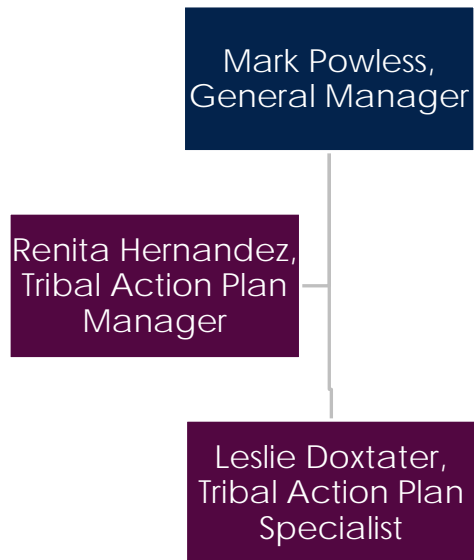 Mark Powless,
General Manager
Renita Hernandez,
Tribal Action Plan
Manager
Leslie Doxtater,
Tribal Action Plan
Specialist